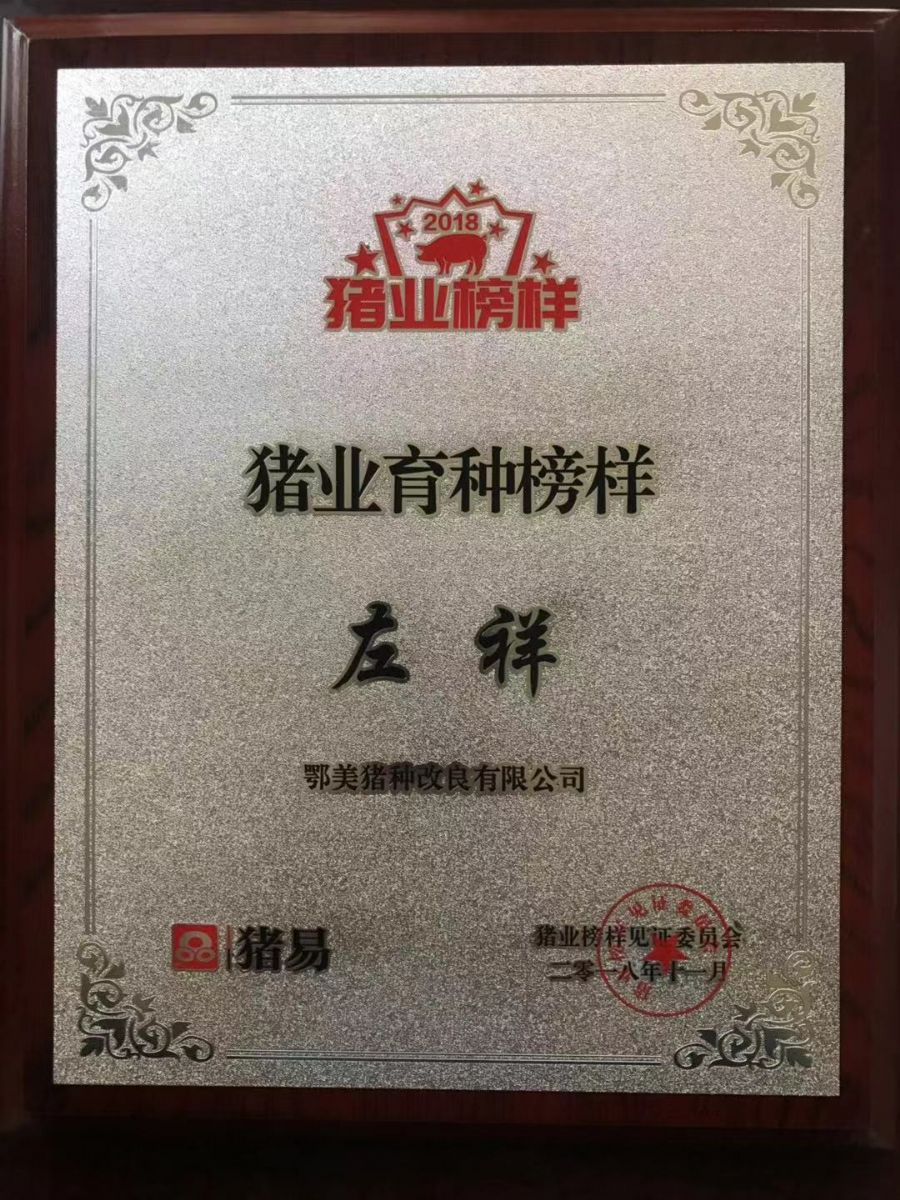 2018
猪业榜样
猪业育种榜样
左祥
鄂美猪种改良有限公司
猪易
猪业榜样见证委员会
二零一八年十一月